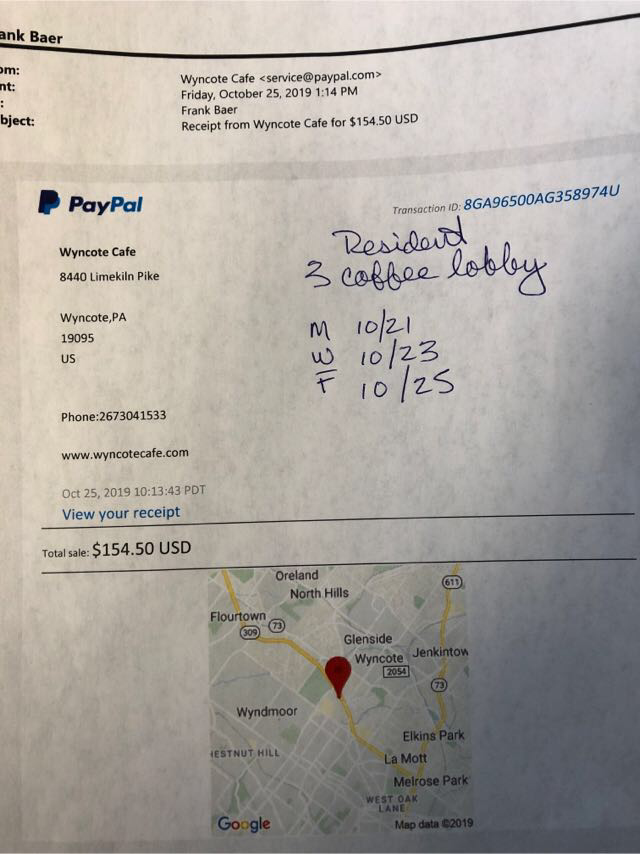 ank Baer
om:
Wyncote Cafe <service@paypal.com>
nt:
Friday, October 25, 2019 1:14 PM
:
Frank Baer
bject:
Receipt from Wyncote Cafe for $154.50 USD
PayPal
Transaction ID: 8GA96500AG358974U
Wyncote Cafe
8440 Limekiln Pike
Wyncote,PA
19095
US
Phone:2673041533
www.wyncotecafe.com
Resident
3 coffee lobby
M 10/21
W 10/23
F 10/25
Oct 25, 2019 10:13:43 PDT
View your receipt
Total sale: $154.50 USD
Oreland
North Hills
611
Flourtown
309
73
Glenside
Wyncote
Jenkintow
2054
73
Wyndmoor
Elkins Park
HESTNUT HILL
La Mott
Melrose Park
WEST OAK
LANE
Google
Map data ©2019